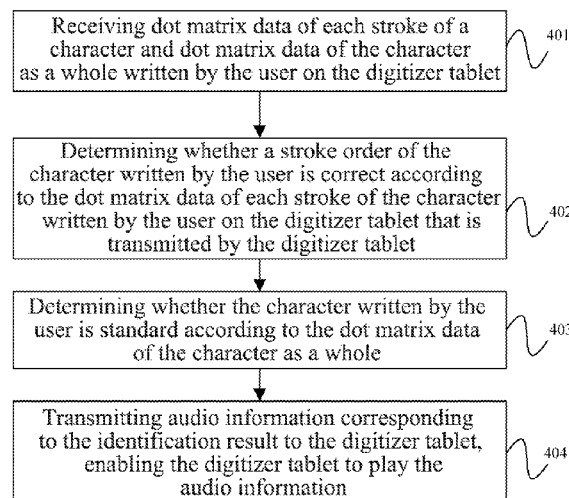 Receiving dot matrix data of each stroke of a
character and dot matrix data of the character
as a whole written by the user on the digitizer tablet
401
Determining whether a stroke order of the
character written by the user is correct according
to the dot matrix data of each stroke of the character
written by the user on the digitizer tablet that is
transmitted by the digitizer tablet
402
Determining whether the character written by the
user is standard according to the dot matrix data
of the character as a whole
403
Transmitting audio information corresponding
to the identification result to the digitizer tablet,
enabling the digitizer tablet to play the
audio information
404